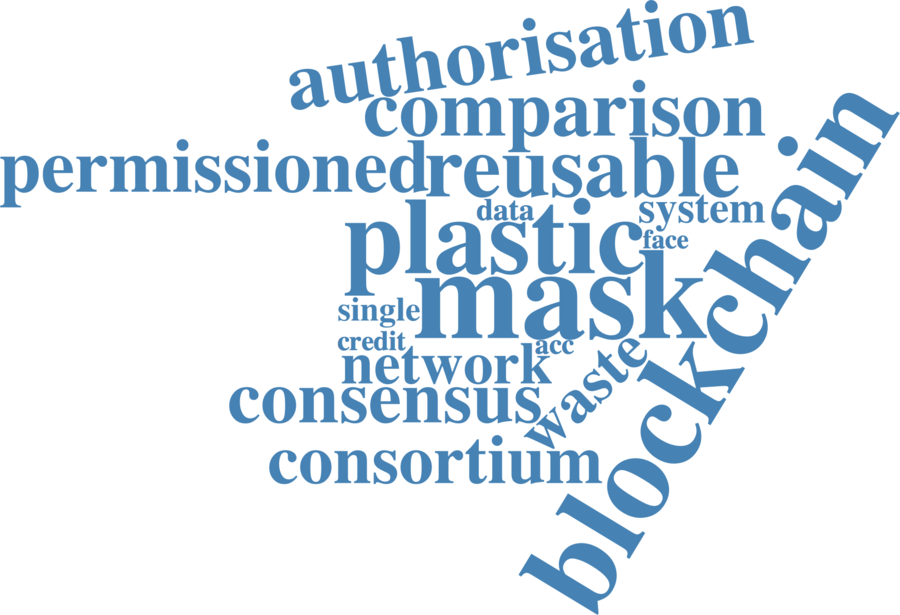 authorisation
comparison
permissioned
reusable
data
system
plastic
face
mask
single
credit
acc
network
waste
consensus
consortium
blockchain